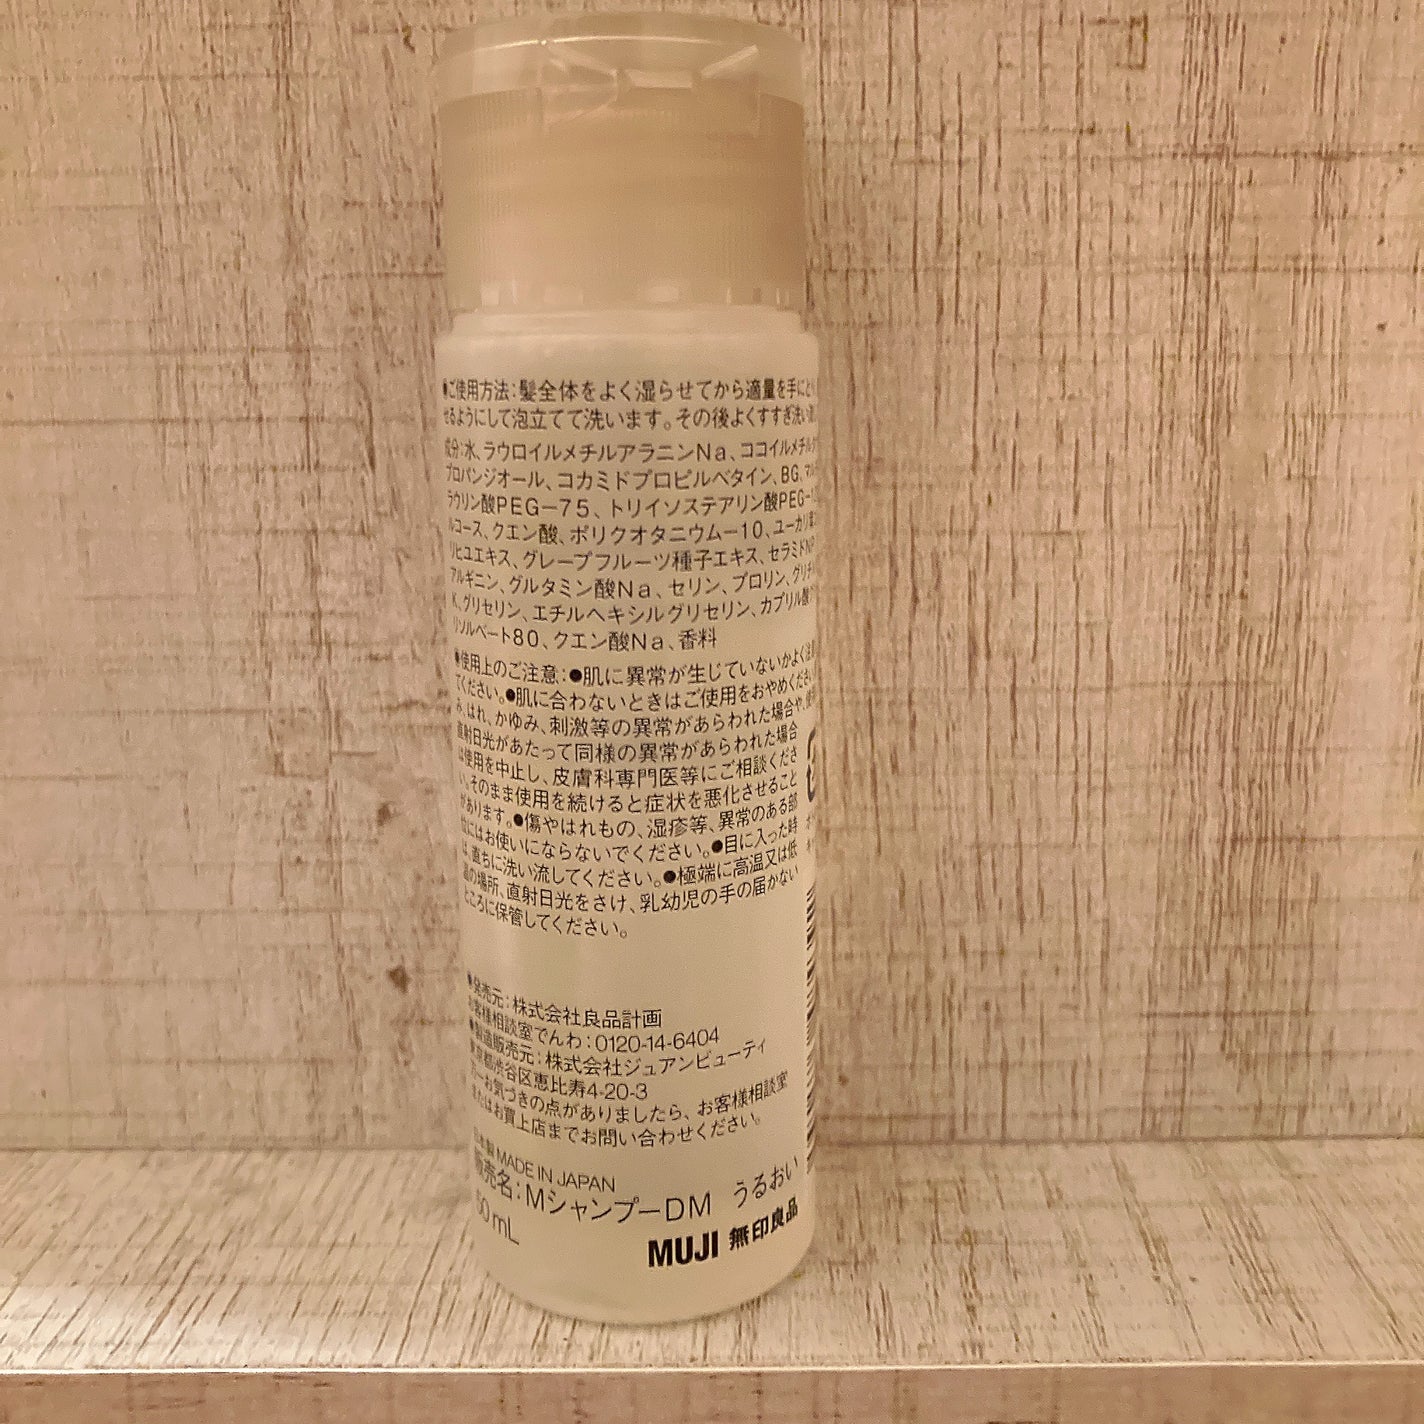 ●ご使用方法：髪全体をよく湿らせてから適量を手にと
せるようにして泡立てて洗います。その後よくすすぎ洗い
成分：水、ラウロイルメチルアラニンNa、ココイルメチル
プロパンジオール、コカミドプロピルベタイン、BG、
ラウリン酸PEG－75、トリイソステアリン酸PEG－
ルコース、クエン酸、ポリクオタニウム－10、ユーカリ
リヒユエキス、グレープフルーツ種子エキス、セラミドNP
アルギニン、グルタミン酸Na、セリン、プロリン、グリチ
K、グリセリン、エチルヘキシルグリセリン、カプリル酸
リソルベート80、クエン酸Na、香料
●使用上のご注意：●肌に異常が生じていないかよく注意
てください。●肌に合わないときはご使用をおやめください
み、はれ、かゆみ、刺激等の異常があらわれた場合や、使用
直射日光があたって同様の異常があらわれた場合
は使用を中止し、皮膚科専門医等にご相談くださ
い。そのまま使用を続けると症状を悪化させること
があります。●傷やはれもの、湿疹等、異常のある部
位にはお使いにならないでください。●目に入った時
は、直ちに洗い流してください。●極端に高温又は低
温の場所、直射日光をさけ、乳幼児の手の届かない
ところに保管してください。
●発売元：株式会社良品計画
お客様相談室でんわ：0120-14-6404
●製造販売元：株式会社ジュアンビューティ
東京都渋谷区恵比寿4-20-3
万一お気づきの点がありましたら、お客様相談室
またはお買上店までお問い合わせください。
日本製 MADE IN JAPAN
販売名：MシャンプーDM うるおい
50mL
MUJI 無印良品